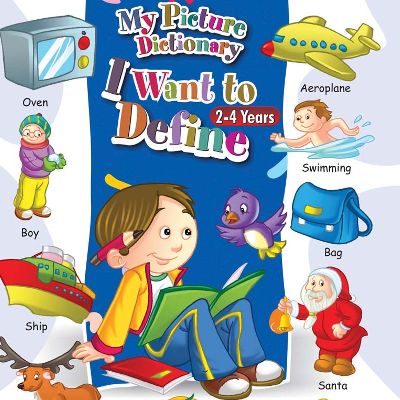 My Picture
Dictionary
I Want to
Define
2-4 Years
Oven
Aeroplane
Swimming
Boy
Bag
Ship
Santa